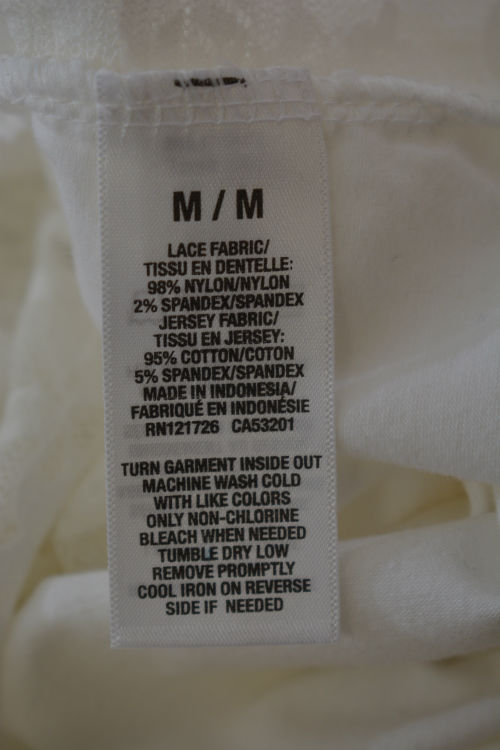 M / M
LACE FABRIC/
TISSU EN DENTELLE:
98% NYLON/NYLON
2% SPANDEX/SPANDEX
JERSEY FABRIC/
TISSU EN JERSEY:
95% COTTON/COTON
5% SPANDEX/SPANDEX
MADE IN INDONESIA/
FABRIQUÉ EN INDONÉSIE
RN121726 CA53201
TURN GARMENT INSIDE OUT
MACHINE WASH COLD
WITH LIKE COLORS
ONLY NON-CHLORINE
BLEACH WHEN NEEDED
TUMBLE DRY LOW
REMOVE PROMPTLY
COOL IRON ON REVERSE
SIDE IF NEEDED